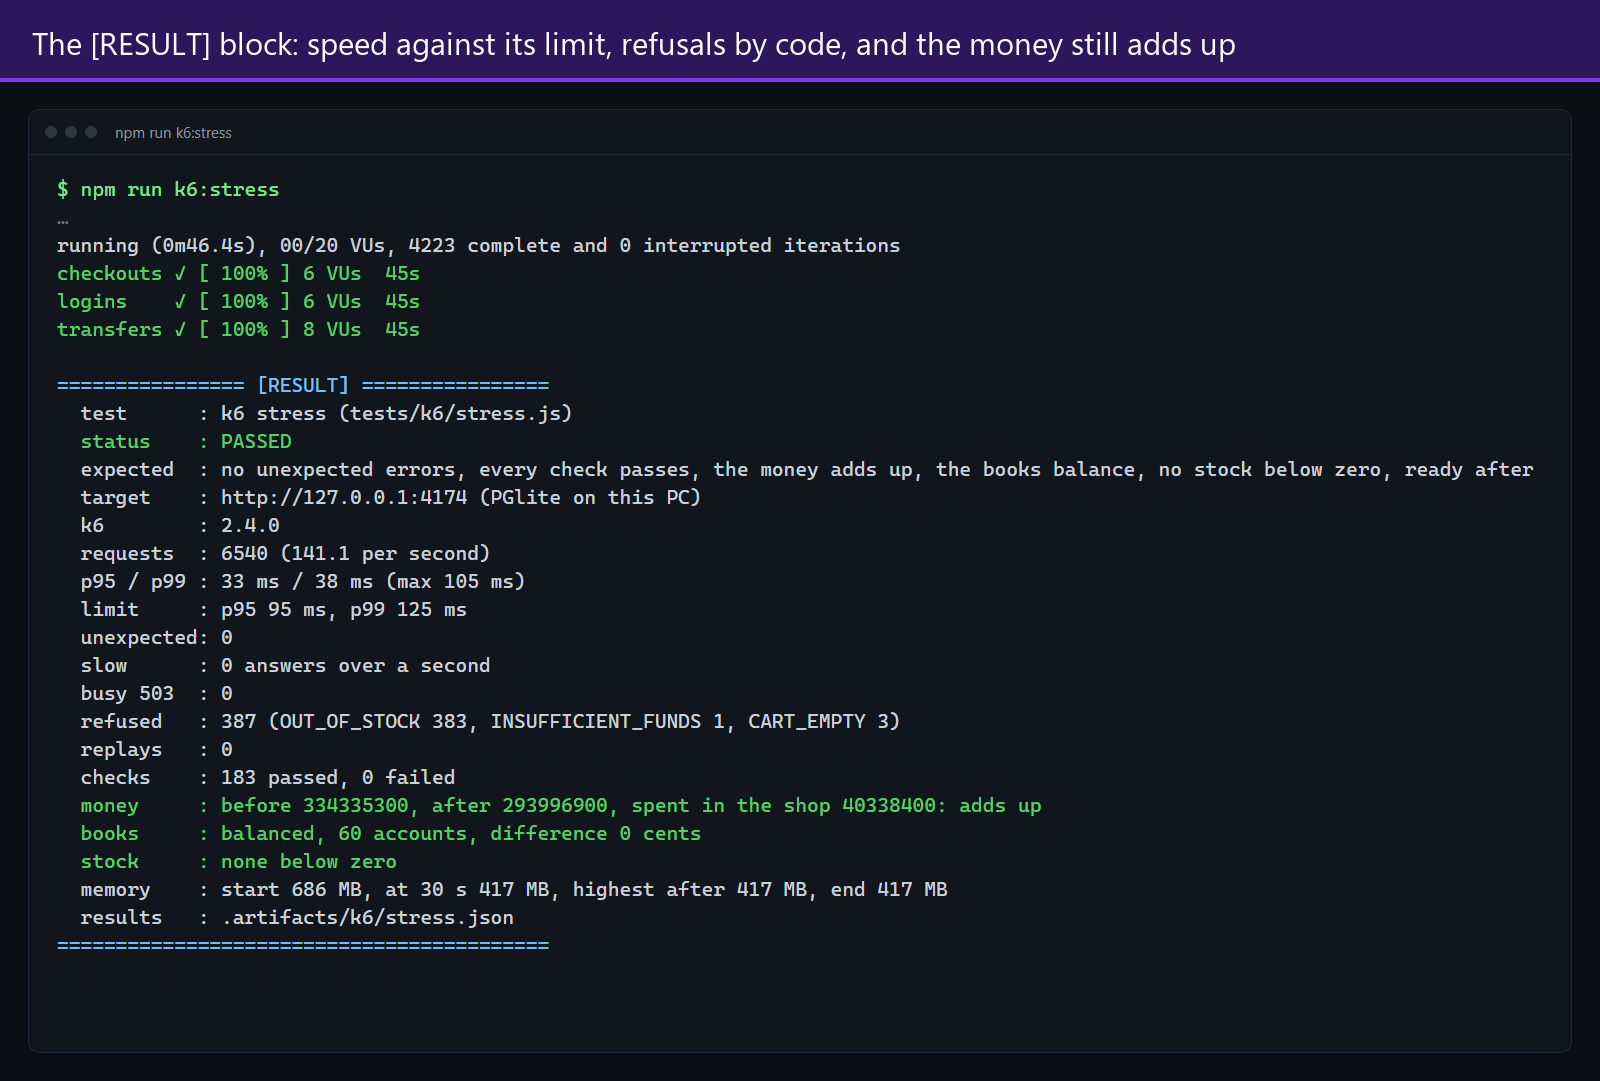 The [RESULT] block: speed against its limit, refusals by code, and the money still adds up
npm run k6:stress
$ npm run k6:stress
…
running (0m46.4s), 00/20 VUs, 4223 complete and 0 interrupted iterations
checkouts ✓ [ 100% ] 6 VUs  45s
logins    ✓ [ 100% ] 6 VUs  45s
transfers ✓ [ 100% ] 8 VUs  45s
================ [RESULT] ================
  test      : k6 stress (tests/k6/stress.js)
  status    : PASSED
  expected  : no unexpected errors, every check passes, the money adds up, the books balance, no stock below zero, ready after
  target    : http://127.0.0.1:4174 (PGlite on this PC)
  k6        : 2.4.0
  requests  : 6540 (141.1 per second)
  p95 / p99 : 33 ms / 38 ms (max 105 ms)
  limit     : p95 95 ms, p99 125 ms
  unexpected: 0
  slow      : 0 answers over a second
  busy 503  : 0
  refused   : 387 (OUT_OF_STOCK 383, INSUFFICIENT_FUNDS 1, CART_EMPTY 3)
  replays   : 0
  checks    : 183 passed, 0 failed
  money     : before 334335300, after 293996900, spent in the shop 40338400: adds up
  books     : balanced, 60 accounts, difference 0 cents
  stock     : none below zero
  memory    : start 686 MB, at 30 s 417 MB, highest after 417 MB, end 417 MB
  results   : .artifacts/k6/stress.json
==========================================